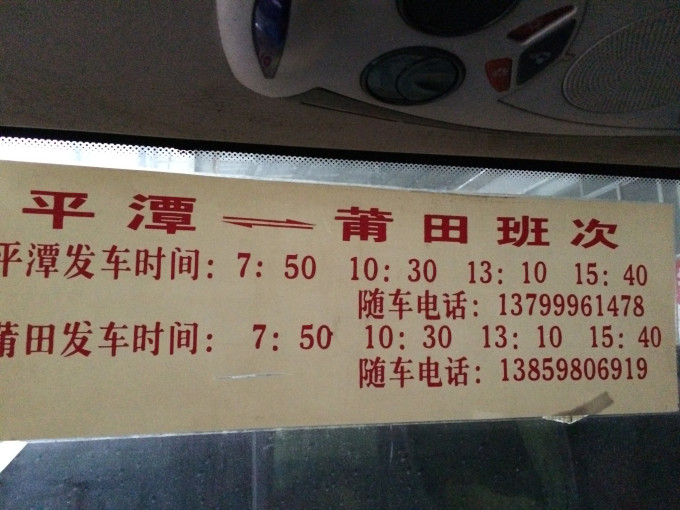 平潭⇌莆田班次
平潭发车时间：7：50 10：30 13：10 15：40
随车电话：13799961478
莆田发车时间：7：50 10：30 13：10 15：40
随车电话：13859806919